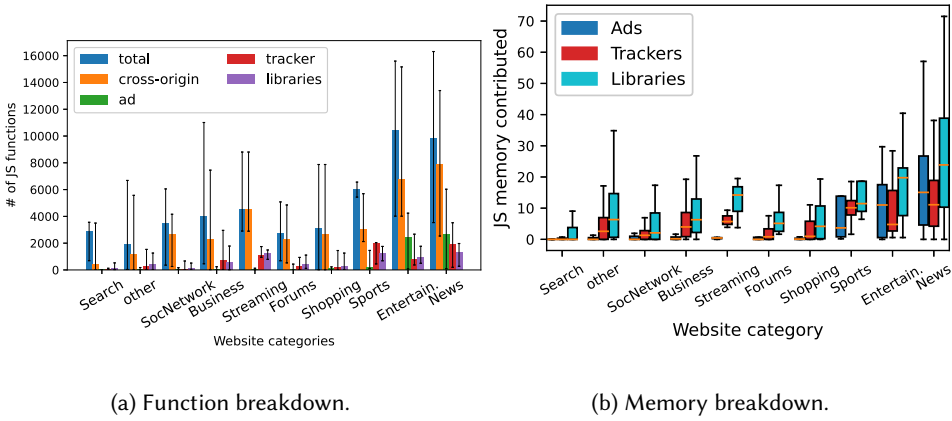 16000
14000
12000
10000
8000
6000
4000
2000
0
# of JS functions
total
cross-origin
ad
tracker
libraries
Search
other
SocNetwork
Business
Streaming
Forums
Shopping
Sports
Entertain.
News
Website categories
(a) Function breakdown.
70
60
50
40
30
20
10
0
JS memory contributed
Ads
Trackers
Libraries
Search
other
SocNetwork
Business
Streaming
Forums
Shopping
Sports
Entertain.
News
Website category
(b) Memory breakdown.